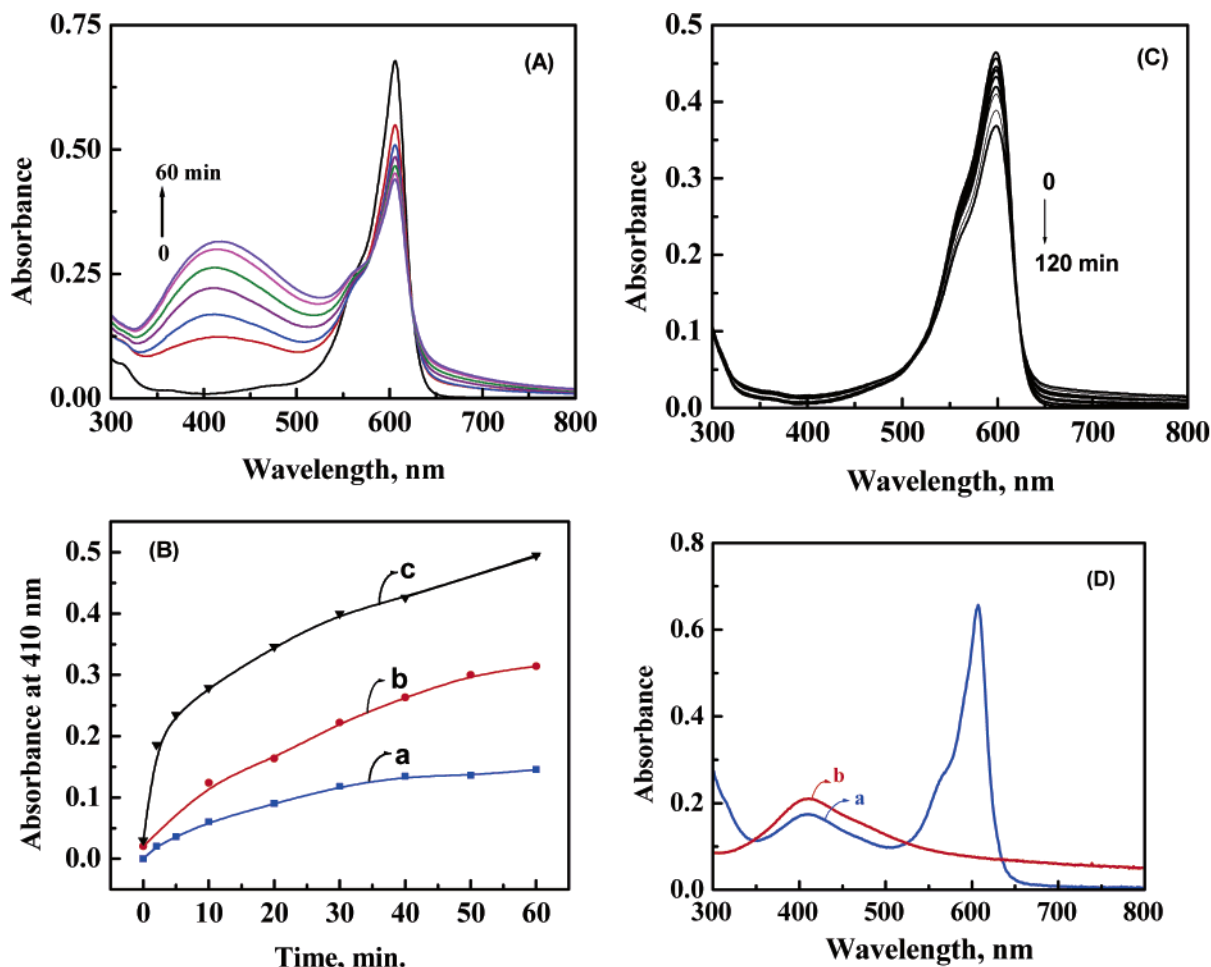 0.75
0.50
0.25
0.00
Absorbance
(A)
60 min
0
300 400 500 600 700 800
Wavelength, nm
0.5
0.4
0.3
0.2
0.1
0.0
Absorbance
(C)
0
120 min
300 400 500 600 700 800
Wavelength, nm
0.5
0.4
0.3
0.2
0.1
0.0
Absorbance at 410 nm
(B)
c
b
a
0 10 20 30 40 50 60
Time, min.
0.8
0.6
0.4
0.2
0.0
Absorbance
(D)
b
a
300 400 500 600 700 800
Wavelength, nm